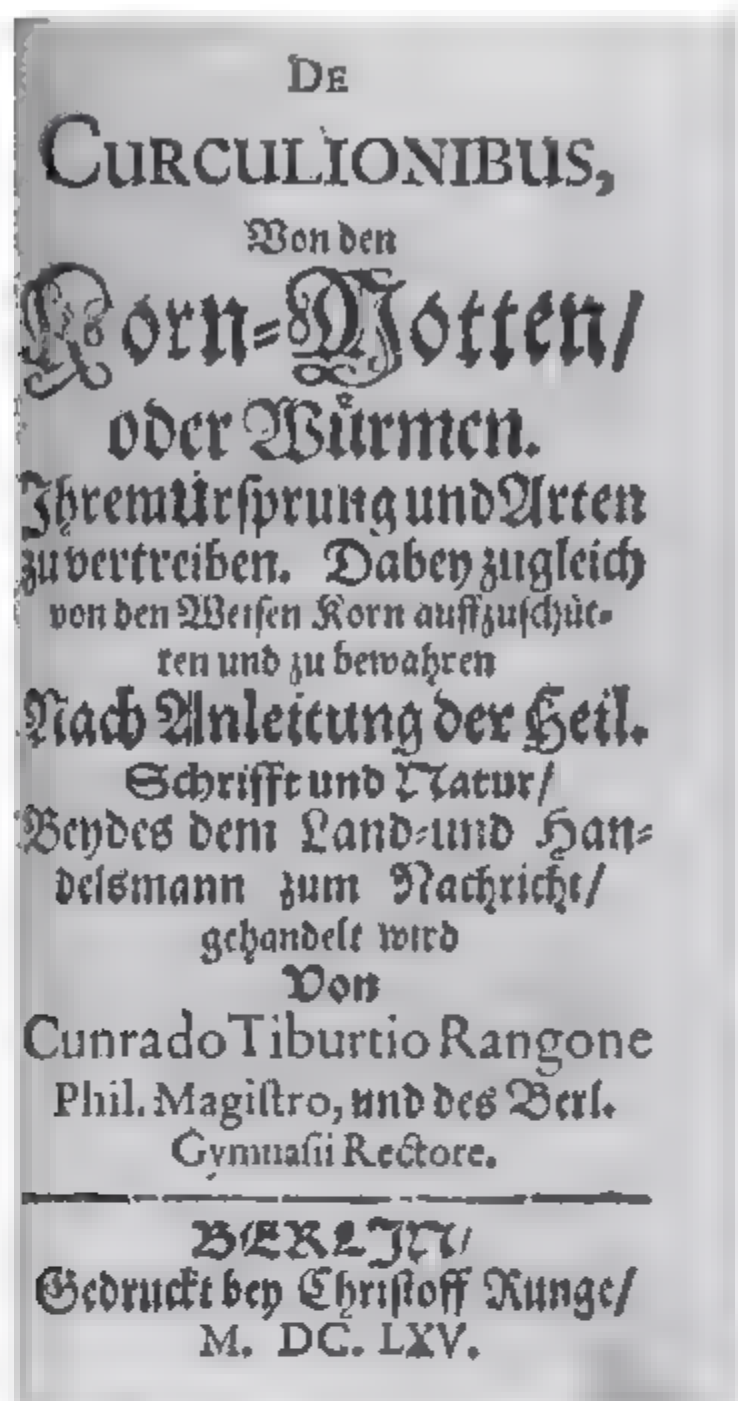 DE
CURCULIONIBUS,
Von den
Korn-Motten/
oder Wůrmen.
Ihrem Ursprung und Arten
zu vertreiben. Dabey zugleich
von den Weisen Korn auffzuschůt-
ten und zu bewahren
Nach Anleitung der Heil.
Schrifft und Natur/
Beydes dem Land-und Han-
delsmann zum Nachricht/
gehandelt wird
Von
Cunrado Tiburtio Rangone
Phil. Magistro, und des Berl.
Gymnasii Rectore.
BERLIN/
Gedruckt bey Christoff Runge/
M. DC. LXV.